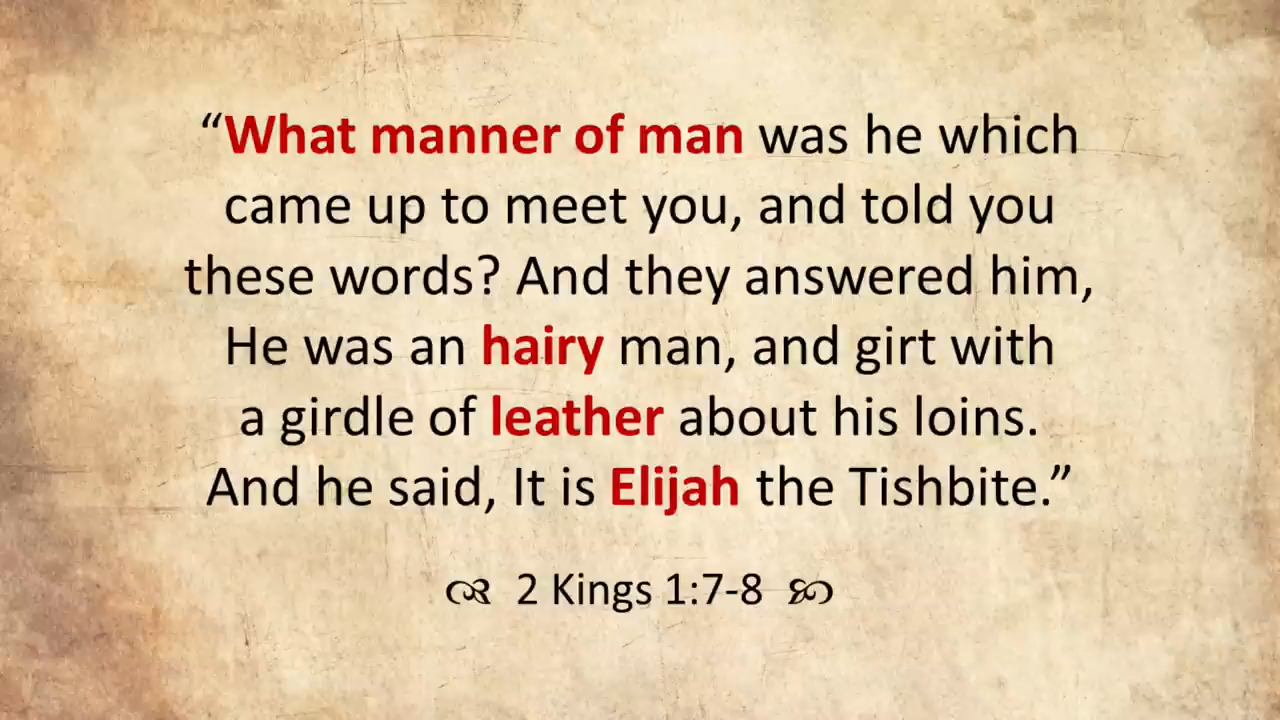 “What manner of man was he which
came up to meet you, and told you
these words? And they answered him,
He was an hairy man, and girt with
a girdle of leather about his loins.
And he said, It is Elijah the Tishbite.”
2 Kings 1:7-8